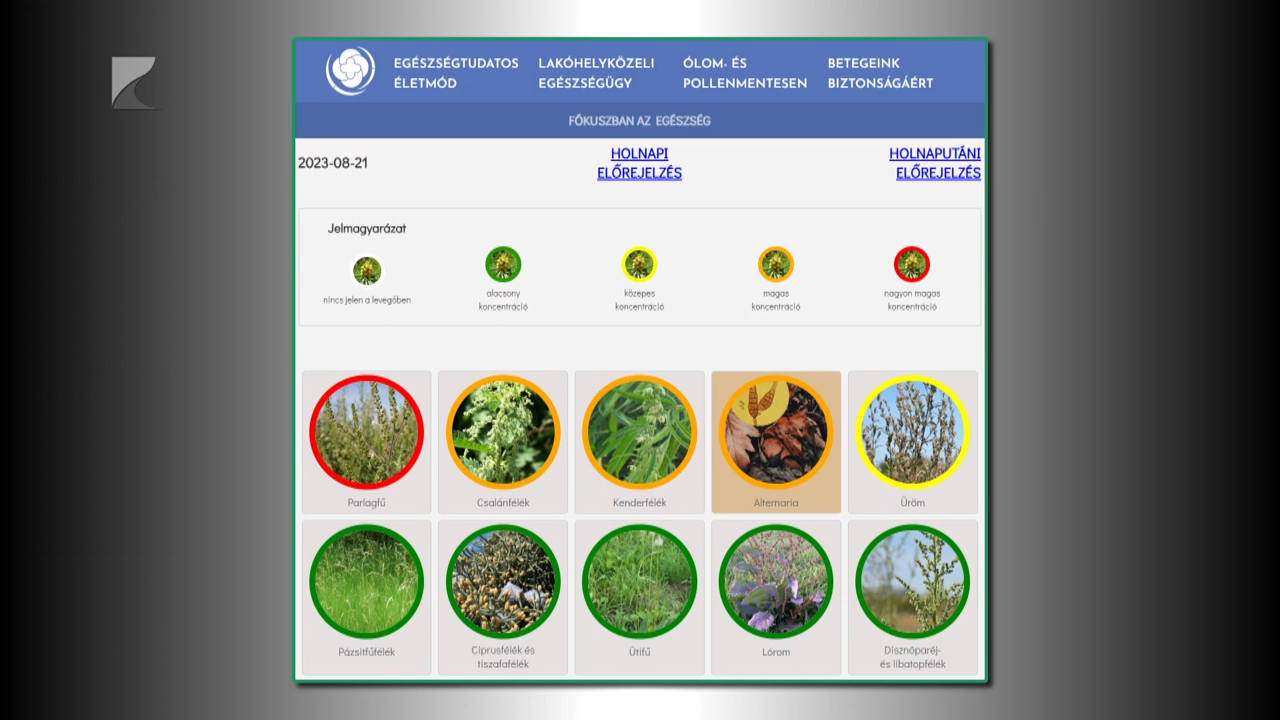 EGÉSZSÉGTUDATOS
ÉLETMÓD
LAKÓHELYKÖZELI
EGÉSZSÉGÜGY
ÓLOM- ÉS
POLLENMENTESEN
BETEGEINK
BIZTONSÁGÁÉRT
FÓKUSZBAN AZ EGÉSZSÉG
2023-08-21
HOLNAPI
ELŐREJELZÉS
HOLNAPUTÁNI
ELŐREJELZÉS
Jelmagyarázat
nincs jelen a levegőben
alacsony
koncentráció
közepes
koncentráció
magas
koncentráció
nagyon magas
koncentráció
Parlagfű
Csalánfélék
Kenderfélék
Alternaria
Üröm
Pázsitfűfélék
Ciprusfélék és
tiszafafélék
Útifű
Lórom
Disznóparéj-
és libatopfélék